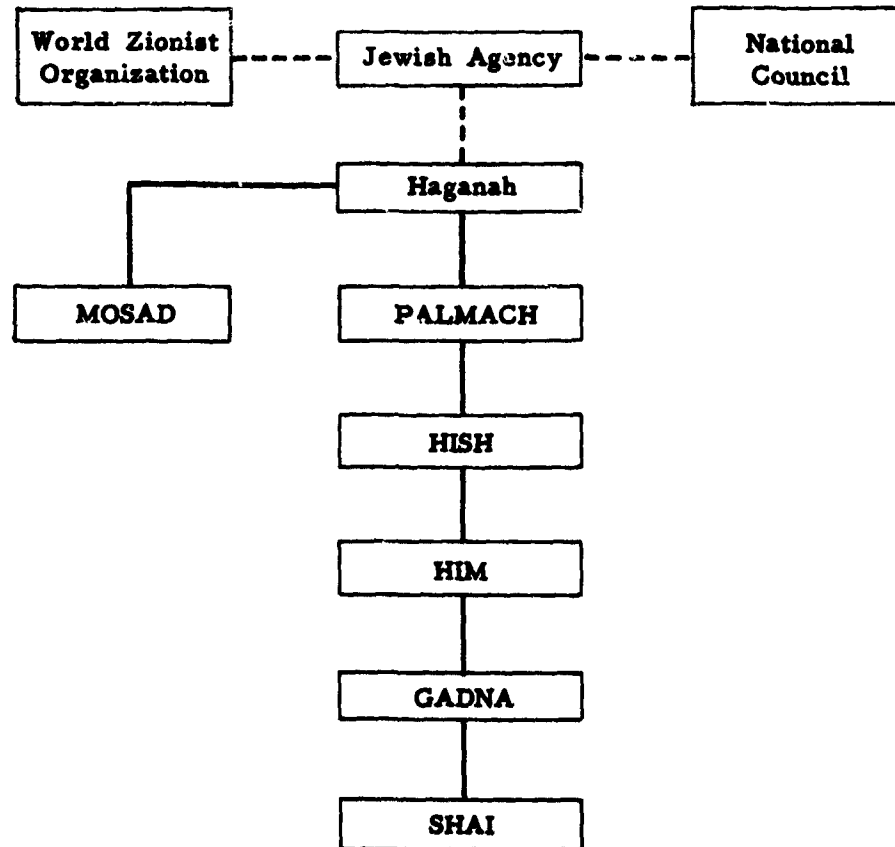 World Zionist
Organization
Jewish Agency
National
Council
Haganah
MOSAD
PALMACH
HISH
HIM
GADNA
SHAI